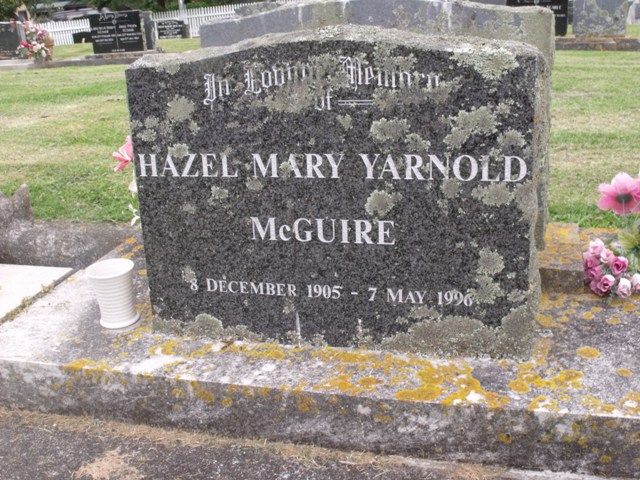 In Loving Memory
of
HAZEL MARY YARNOLD
McGUIRE
8 DECEMBER 1905 - 7 MAY 1996